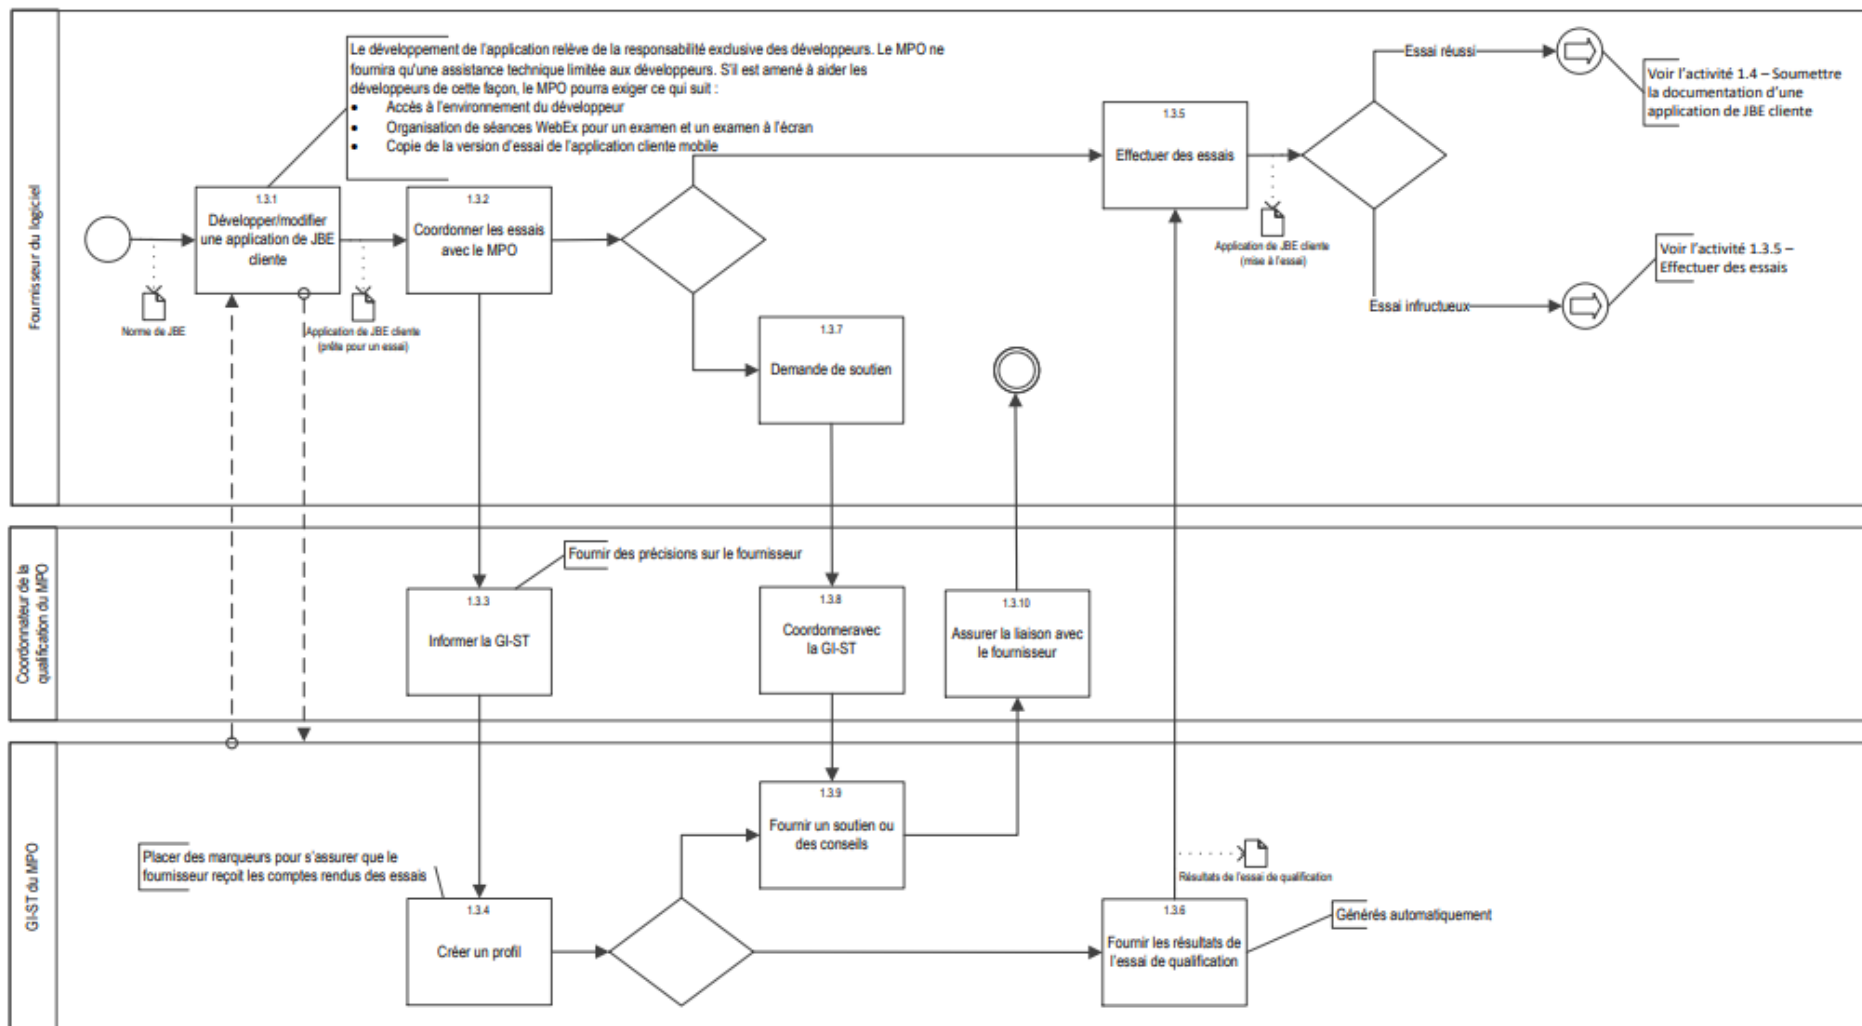 Fournisseur du logiciel
Le développement de l'application relève de la responsabilité exclusive des développeurs. Le MPO ne
fournira qu'une assistance technique limitée aux développeurs. S'il est amené à aider les
développeurs de cette façon, le MPO pourra exiger ce qui suit :
• Accès à l'environnement du développeur
• Organisation de séances WebEx pour un examen et un examen à l'écran
• Copie de la version d'essai de l'application cliente mobile
1.3.1
Développer/modifier
une application de JBE
cliente
Norme de JBE
Application de JBE cliente
(prête pour un essai)
1.3.2
Coordonner les essais
avec le MPO
1.3.7
Demande de soutien
1.3.5
Effectuer des essais
Application de JBE cliente
(mise à l'essai)
Essai réussi
Voir l'activité 1.4 – Soumettre
la documentation d'une
application de JBE cliente
Essai infructueux
Voir l'activité 1.3.5 –
Effectuer des essais
Coordonnateur de la
qualification du MPO
Fournir des précisions sur le fournisseur
1.3.3
Informer la GI-ST
1.3.8
Coordonneravec
la GI-ST
1.3.10
Assurer la liaison avec
le fournisseur
GI-ST du MPO
Placer des marqueurs pour s'assurer que le
fournisseur reçoit les comptes rendus des essais
1.3.4
Créer un profil
1.3.9
Fournir un soutien ou
des conseils
Résultats de l'essai de qualification
1.3.6
Fournir les résultats de
l'essai de qualification
Générés automatiquement